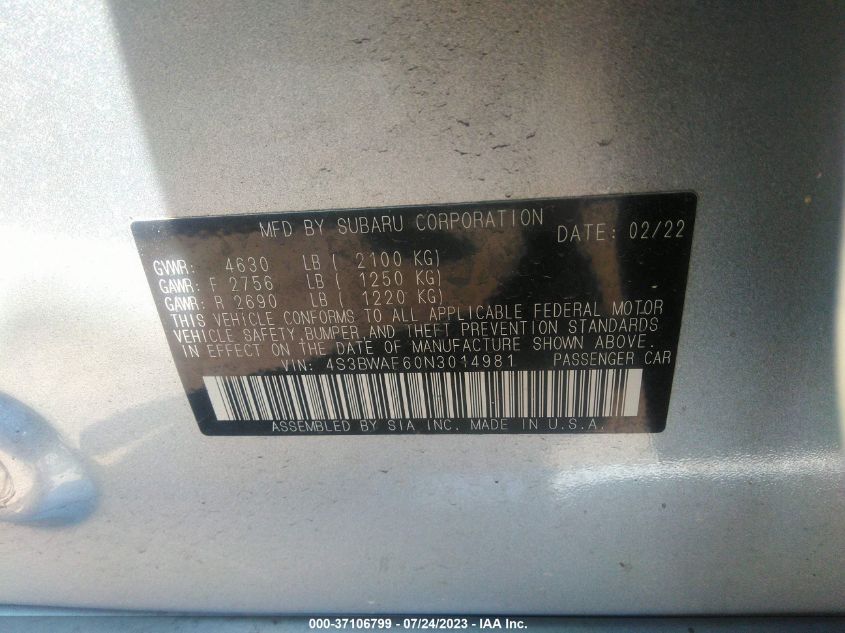 MFD BY SUBARU CORPORATION DATE: 02/22
GVWR: 4630 LB ( 2100 KG)
GAWR: F 2756 LB ( 1250 KG)
GAWR: R 2690 LB ( 1220 KG)
THIS VEHICLE CONFORMS TO ALL APPLICABLE FEDERAL MOTOR
VEHICLE SAFETY, BUMPER, AND THEFT PREVENTION STANDARDS
IN EFFECT ON THE DATE OF MANUFACTURE SHOWN ABOVE.
VIN: 4S3BWAF60N3014981 PASSENGER CAR
ASSEMBLED BY SIA INC. MADE IN U.S.A.
000-37106799 - 07/24/2023 - IAA Inc.